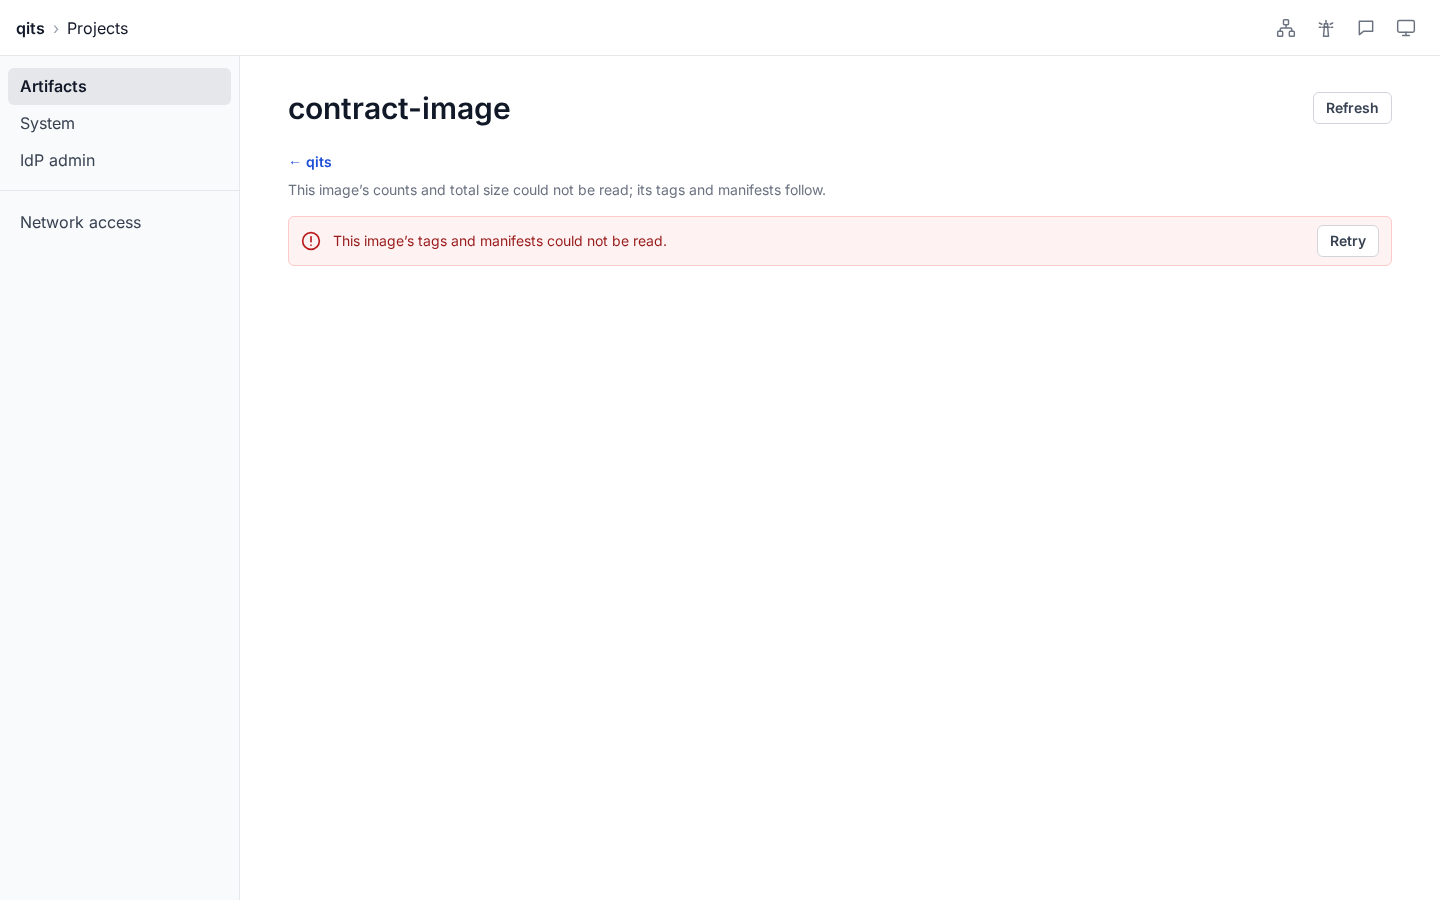 qits › Projects
Artifacts
System
IdP admin
Network access
contract-image
Refresh
← qits
This image’s counts and total size could not be read; its tags and manifests follow.
This image’s tags and manifests could not be read.
Retry